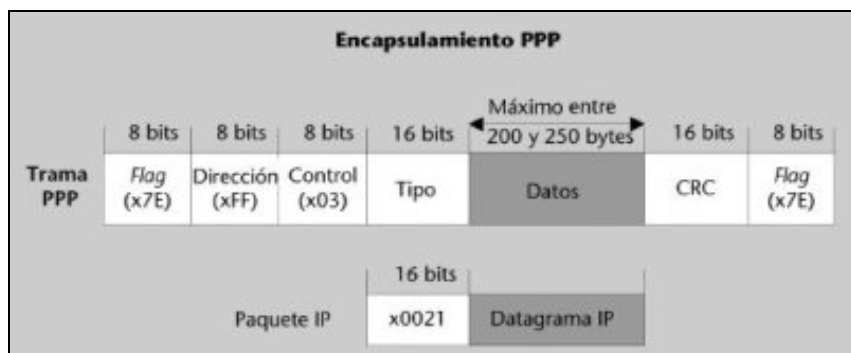 Encapsulamiento PPP
Máximo entre
8 bits 8 bits 8 bits 16 bits 200 y 250 bytes 16 bits 8 bits
Trama PPP Flag (x7E) Dirección (xFF) Control (x03) Tipo Datos CRC Flag (x7E)
16 bits
Paquete IP x0021 Datagrama IP